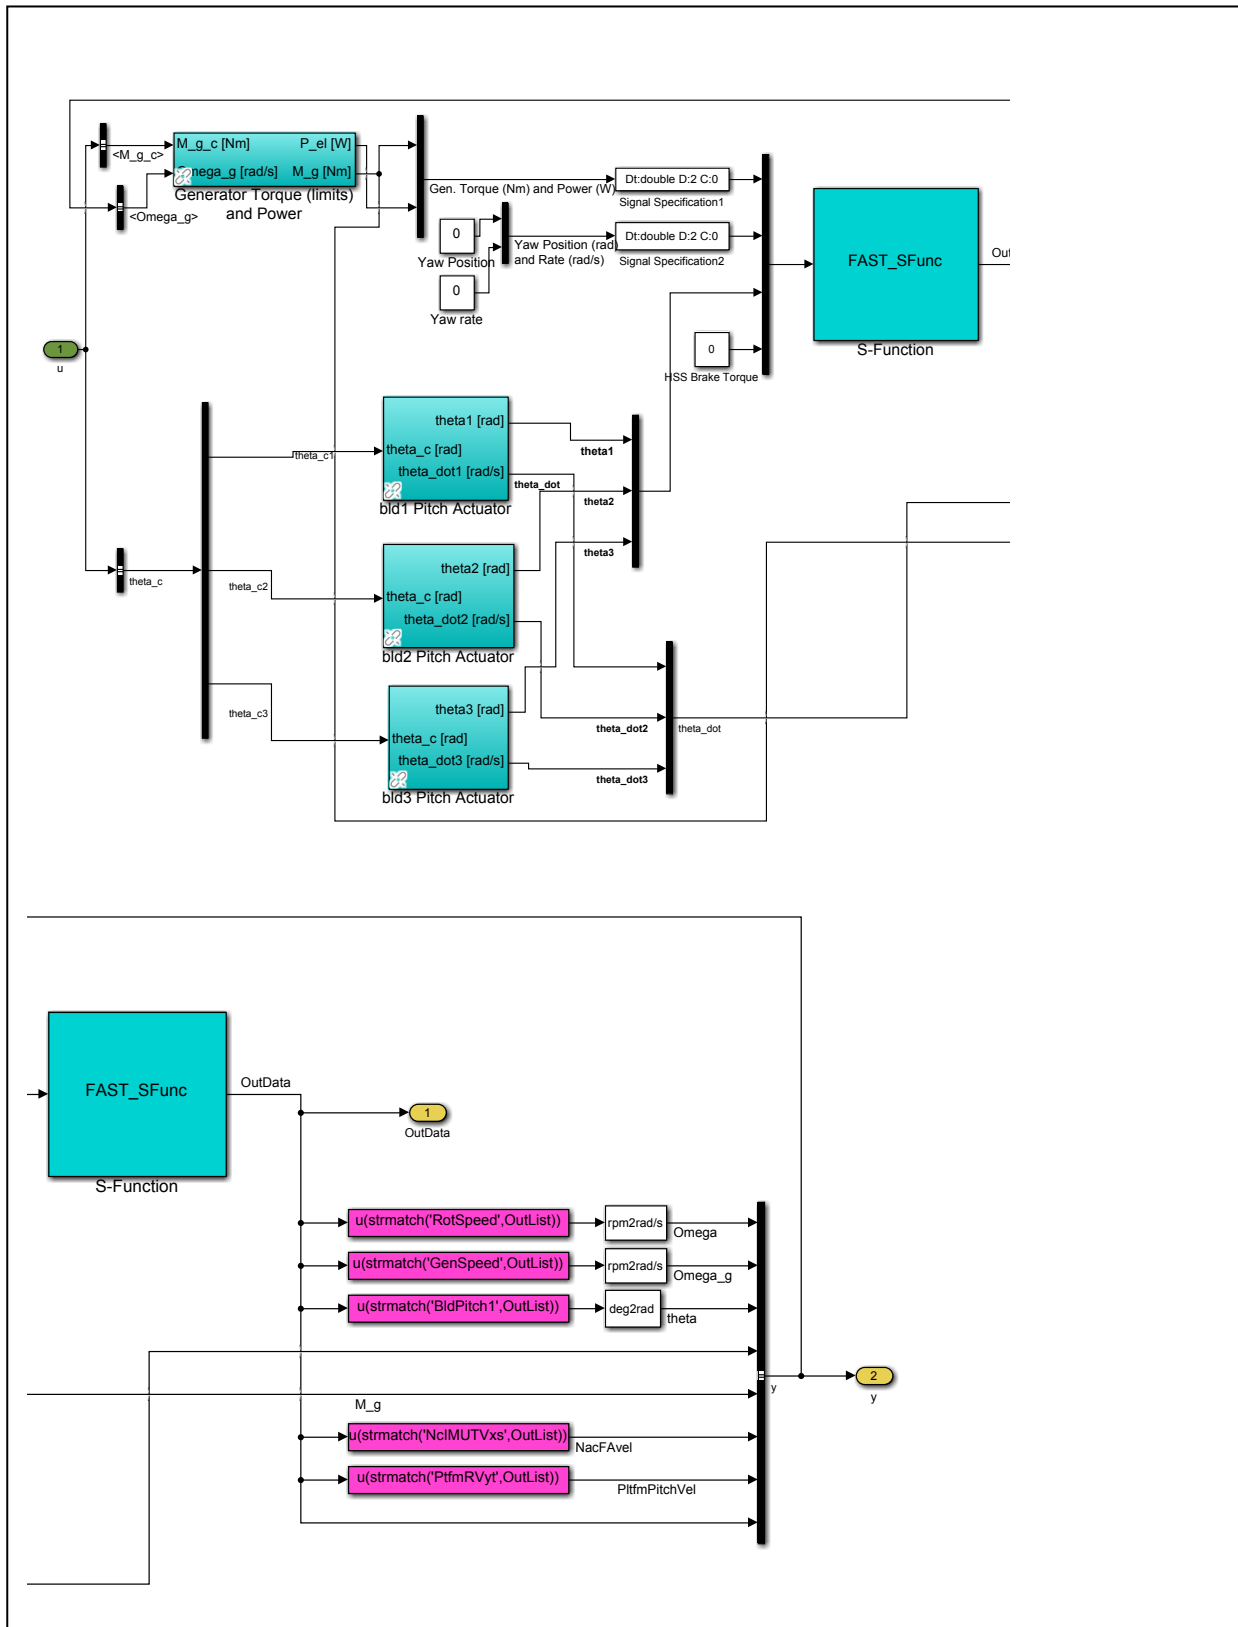 M_g_c [Nm]
P_el [W]
<M_g_c>
Omega_g [rad/s]
M_g [Nm]
Generator Torque (limits)
and Power
<Omega_g>
Gen. Torque (Nm) and Power (W)
Dt:double D:2 C:0
Signal Specification1
0
Yaw Position
Yaw Position (rad)
and Rate (rad/s)
Dt:double D:2 C:0
Signal Specification2
0
Yaw rate
FAST_SFunc
Out
S-Function
0
HSS Brake Torque
1
u
theta1 [rad]
theta_c1
theta_c [rad]
theta_dot1 [rad/s]
bld1 Pitch Actuator
theta_dot
theta1
theta2
theta3
theta2 [rad]
theta_c
theta_c2
theta_c [rad]
theta_dot2 [rad/s]
bld2 Pitch Actuator
theta3 [rad]
theta_c3
theta_c [rad]
theta_dot3 [rad/s]
bld3 Pitch Actuator
theta_dot2
theta_dot
theta_dot3
FAST_SFunc
OutData
S-Function
1
OutData
u(strmatch('RotSpeed',OutList))
rpm2rad/s
Omega
u(strmatch('GenSpeed',OutList))
rpm2rad/s
Omega_g
u(strmatch('BldPitch1',OutList))
deg2rad
theta
M_g
y
2
y
u(strmatch('NcIMUTVxs',OutList))
NacFAvel
u(strmatch('PtfmRVyt',OutList))
PltfmPitchVel